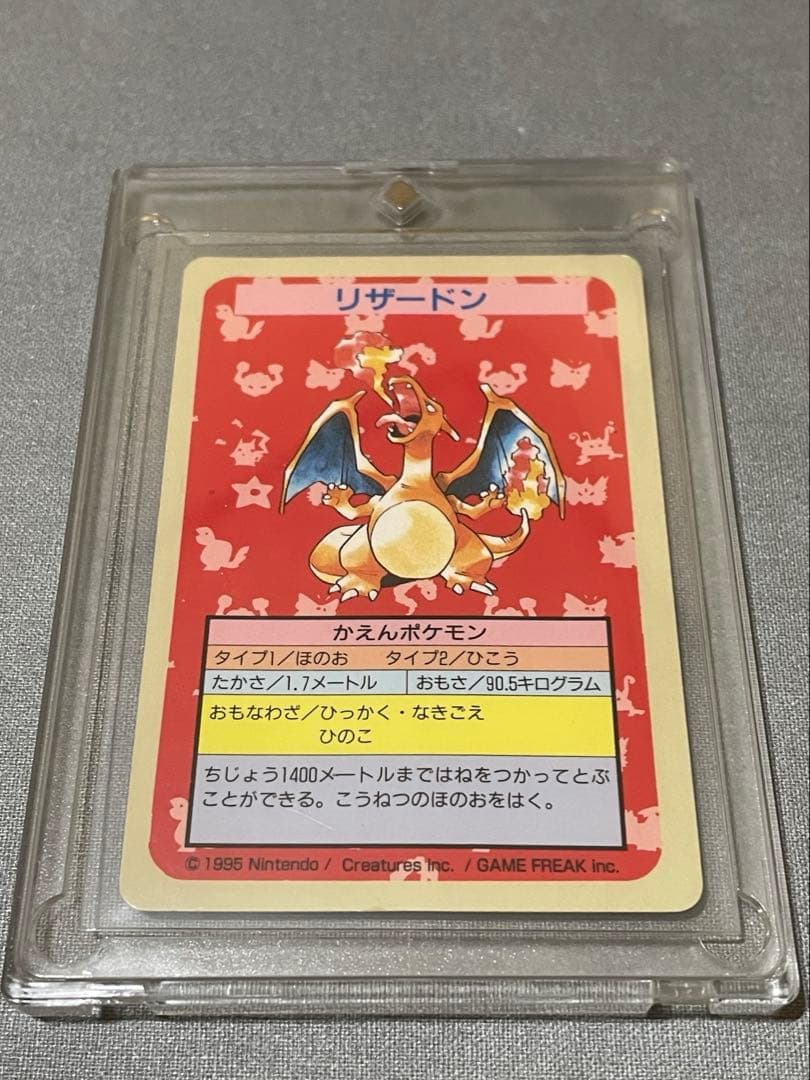 リザードン
かえんポケモン
タイプ1／ほのお　タイプ2／ひこう
たかさ／1.7メートル　おもさ／90.5キログラム
おもなわざ／ひっかく・なきごえ
ひのこ
ちじょう1400メートルまではねをつかってとぶ
ことができる。こうねつのほのおをはく。
© 1995 Nintendo / Creatures inc. / GAME FREAK inc.